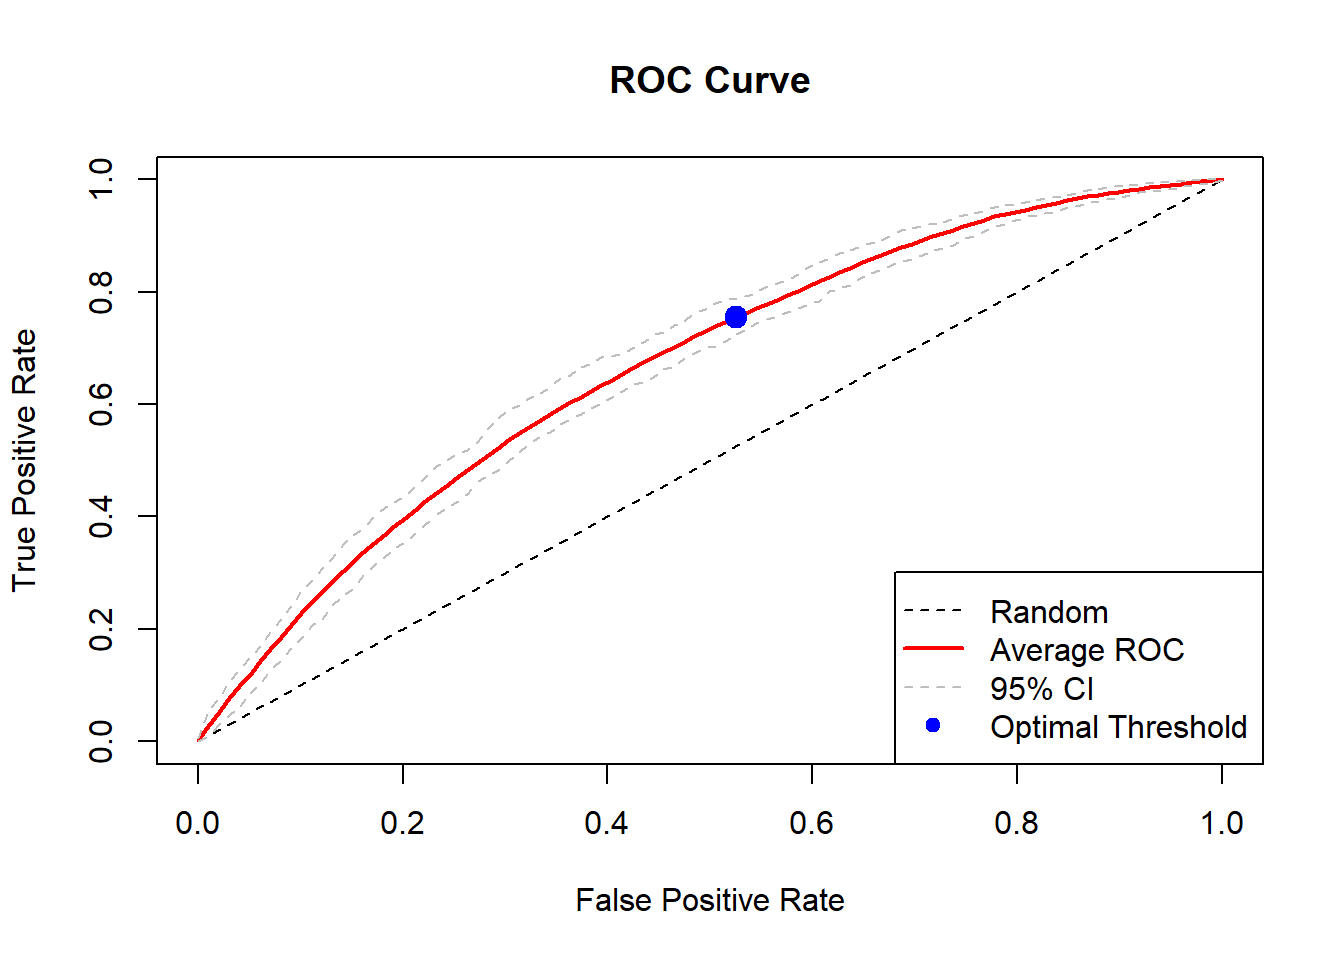 ROC Curve
True Positive Rate
1.0
0.8
0.6
0.4
0.2
0.0
Random
Average ROC
95% CI
Optimal Threshold
0.0 0.2 0.4 0.6 0.8 1.0
False Positive Rate